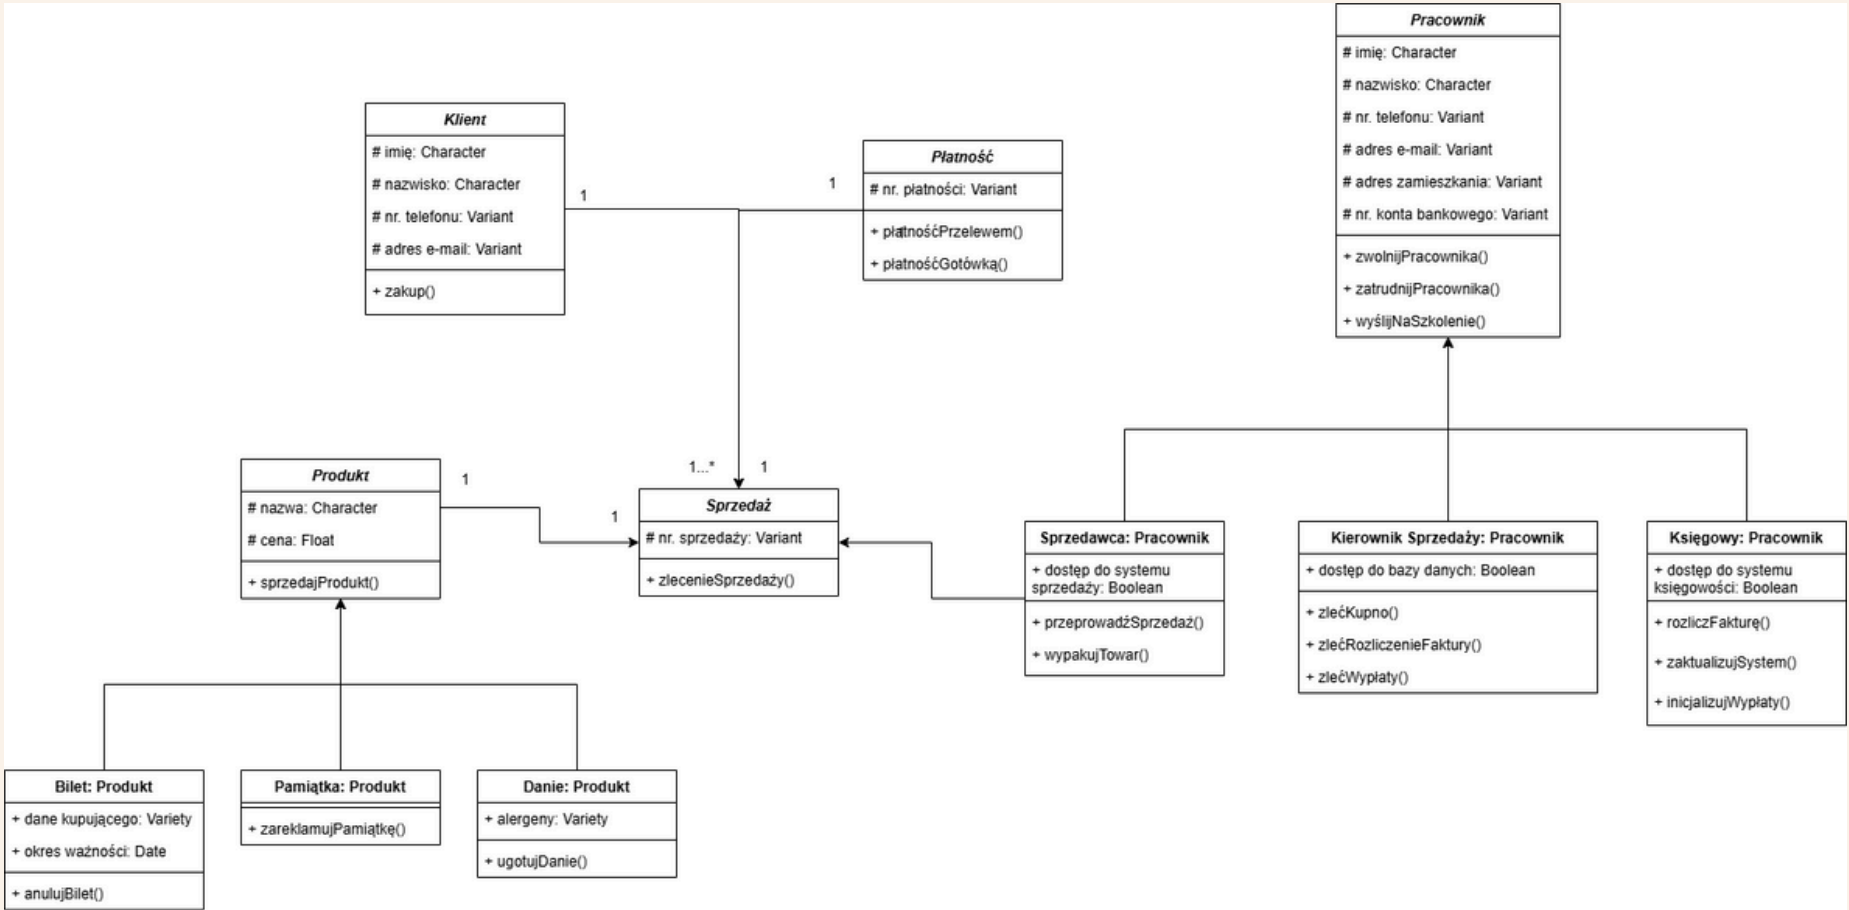 Pracownik
# imię: Character
# nazwisko: Character
# nr. telefonu: Variant
# adres e-mail: Variant
# adres zamieszkania: Variant
# nr. konta bankowego: Variant
+ zwolnijPracownika()
+ zatrudnijPracownika()
+ wyślijNaSzkolenie()
Klient
# imię: Character
# nazwisko: Character
# nr. telefonu: Variant
# adres e-mail: Variant
+ zakup()
1
1
Płatność
# nr. płatności: Variant
+ płatnośćPrzelewem()
+ płatnośćGotówką()
1...*
1
Produkt
# nazwa: Character
# cena: Float
+ sprzedajProdukt()
1
1
Sprzedaż
# nr. sprzedaży: Variant
+ zlecenieSprzedaży()
Sprzedawca: Pracownik
+ dostęp do systemu
sprzedaży: Boolean
+ przeprowadźSprzedaż()
+ wypakujTowar()
Kierownik Sprzedaży: Pracownik
+ dostęp do bazy danych: Boolean
+ zlećKupno()
+ zlećRozliczenieFaktury()
+ zlećWypłaty()
Księgowy: Pracownik
+ dostęp do systemu
księgowości: Boolean
+ rozliczFakturę()
+ zaktualizujSystem()
+ inicjalizujWypłaty()
Bilet: Produkt
+ dane kupującego: Variety
+ okres ważności: Date
+ anulujBilet()
Pamiątka: Produkt
+ zareklamujPamiątkę()
Danie: Produkt
+ alergeny: Variety
+ ugotujDanie()